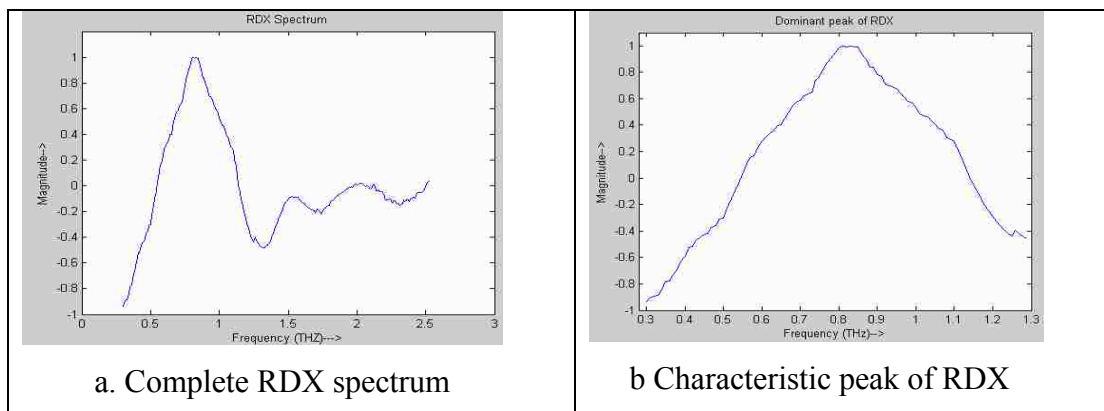 RDX Spectrum
1
0.8
0.6
0.4
0.2
0
-0.2
-0.4
-0.6
-0.8
-1
Magnitude-->
0 0.5 1 1.5 2 2.5 3
Frequency (THZ)--->
a. Complete RDX spectrum
Dominant peak of RDX
1
0.8
0.6
0.4
0.2
0
-0.2
-0.4
-0.6
-0.8
-1
Magnitude-->
0.3 0.4 0.5 0.6 0.7 0.8 0.9 1 1.1 1.2 1.3
Frequency (THz)-->
b Characteristic peak of RDX